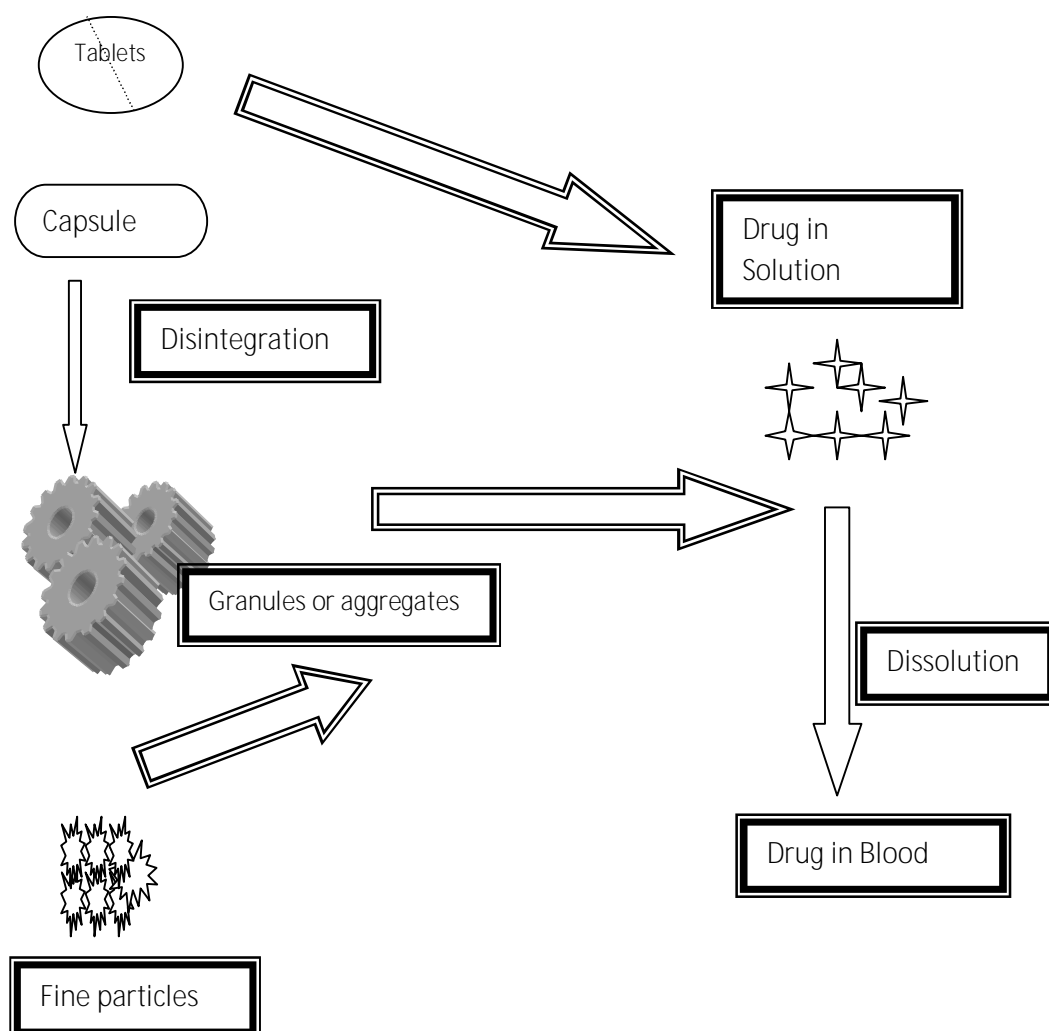 Tablets
Capsule
Drug in
Solution
Disintegration
Granules or aggregates
Dissolution
Drug in Blood
Fine particles